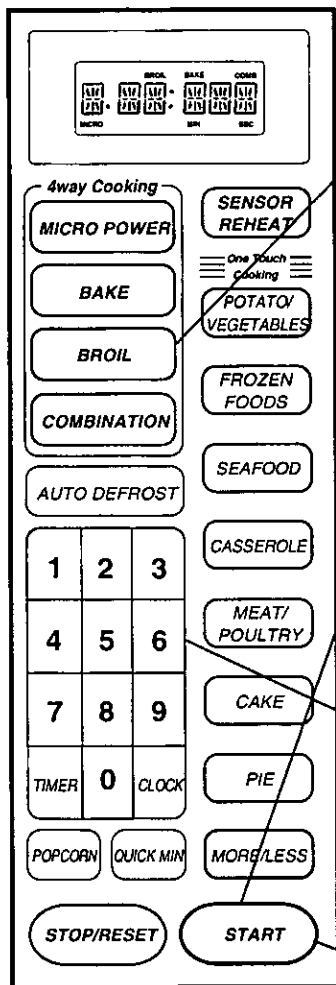 BROIL BAKE COMB
MICRO MIN SEC
4way Cooking
MICRO POWER
BAKE
BROIL
COMBINATION
AUTO DEFROST
1 2 3
4 5 6
7 8 9
TIMER 0 CLOCK
POPCORN QUICK MIN
STOP/RESET
SENSOR
REHEAT
One Touch
Cooking
POTATO/
VEGETABLES
FROZEN
FOODS
SEAFOOD
CASSEROLE
MEAT/
POULTRY
CAKE
PIE
MORE/LESS
START